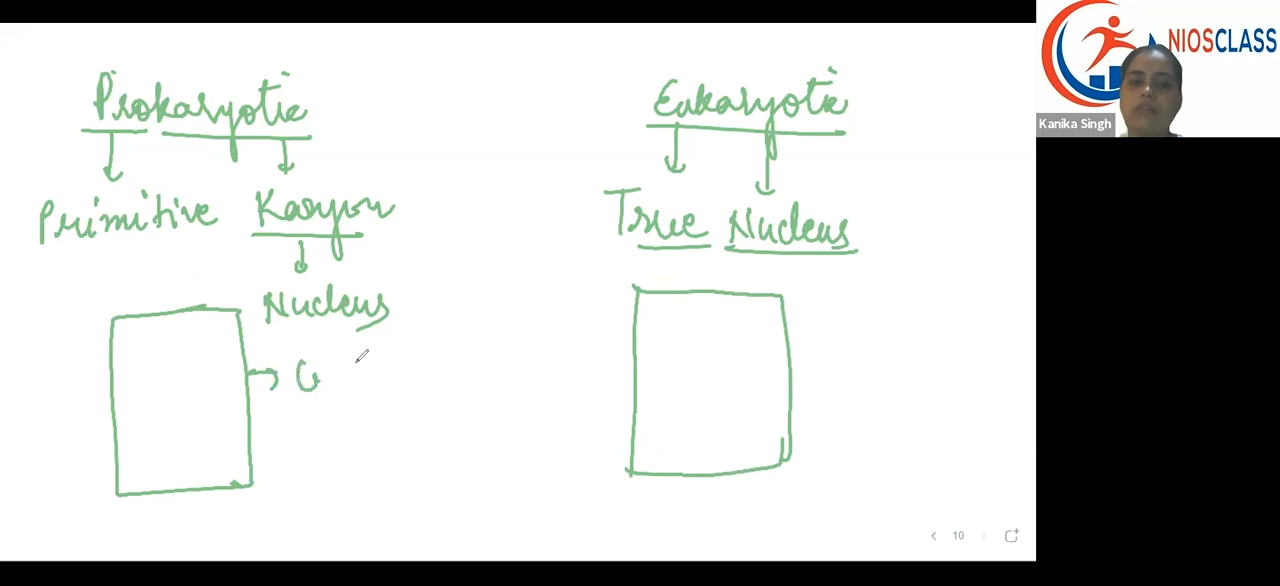 Prokaryotic
Primitive Karyon
Nucleus
Eukaryotic
True Nucleus
NIOSCLASS
Kanika Singh
10